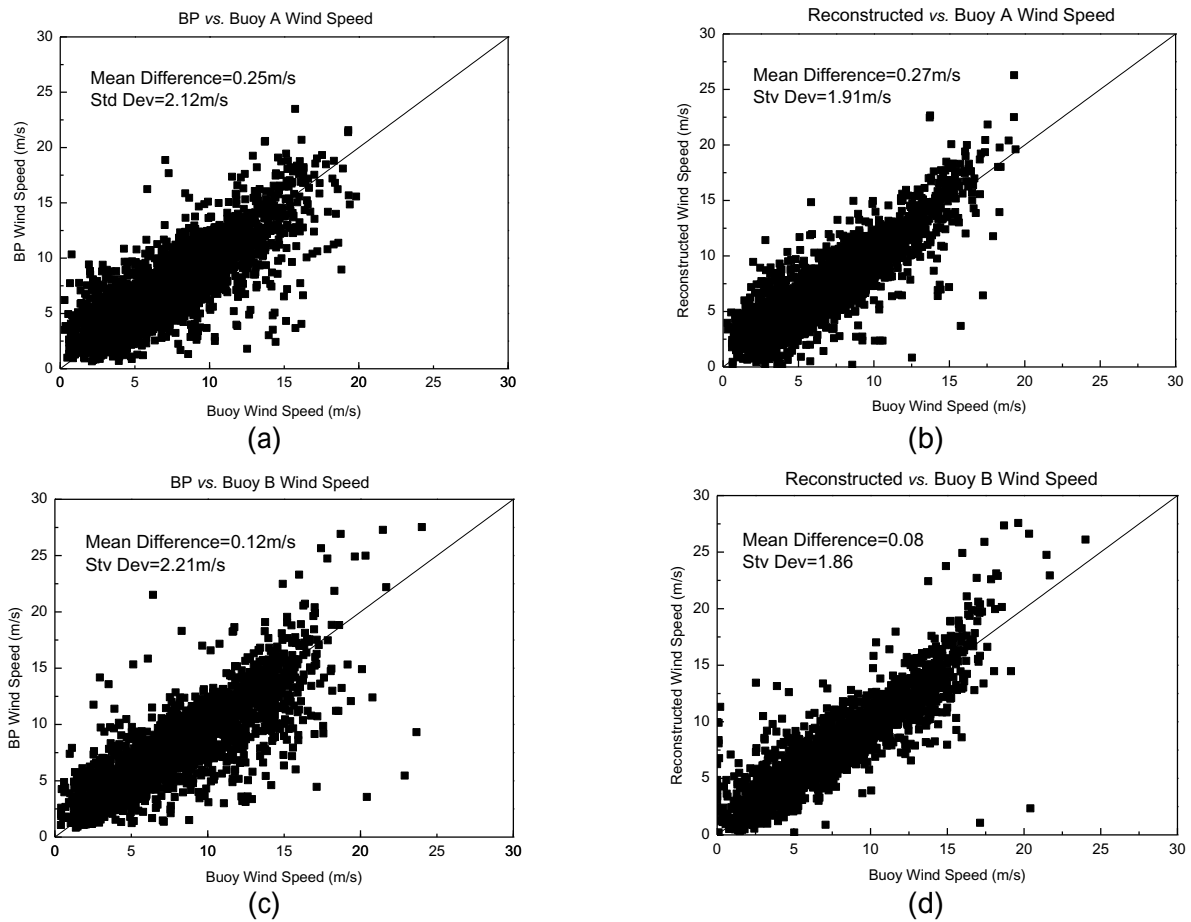 BP vs. Buoy A Wind Speed
30
25
20
15
10
5
0
Mean Difference=0.25m/s
Std Dev=2.12m/s
BP Wind Speed (m/s)
0 5 10 15 20 25 30
Buoy Wind Speed (m/s)
(a)
Reconstructed vs. Buoy A Wind Speed
30
25
20
15
10
5
0
Mean Difference=0.27m/s
Stv Dev=1.91m/s
Reconstructed Wind Speed (m/s)
0 5 10 15 20 25 30
Buoy Wind Speed (m/s)
(b)
BP vs. Buoy B Wind Speed
30
25
20
15
10
5
0
Mean Difference=0.12m/s
Stv Dev=2.21m/s
BP Wind Speed (m/s)
0 5 10 15 20 25 30
Buoy Wind Speed (m/s)
(c)
Reconstructed vs. Buoy B Wind Speed
30
25
20
15
10
5
0
Mean Difference=0.08
Stv Dev=1.86
Reconstructed Wind Speed (m/s)
0 5 10 15 20 25 30
Buoy Wind Speed (m/s)
(d)